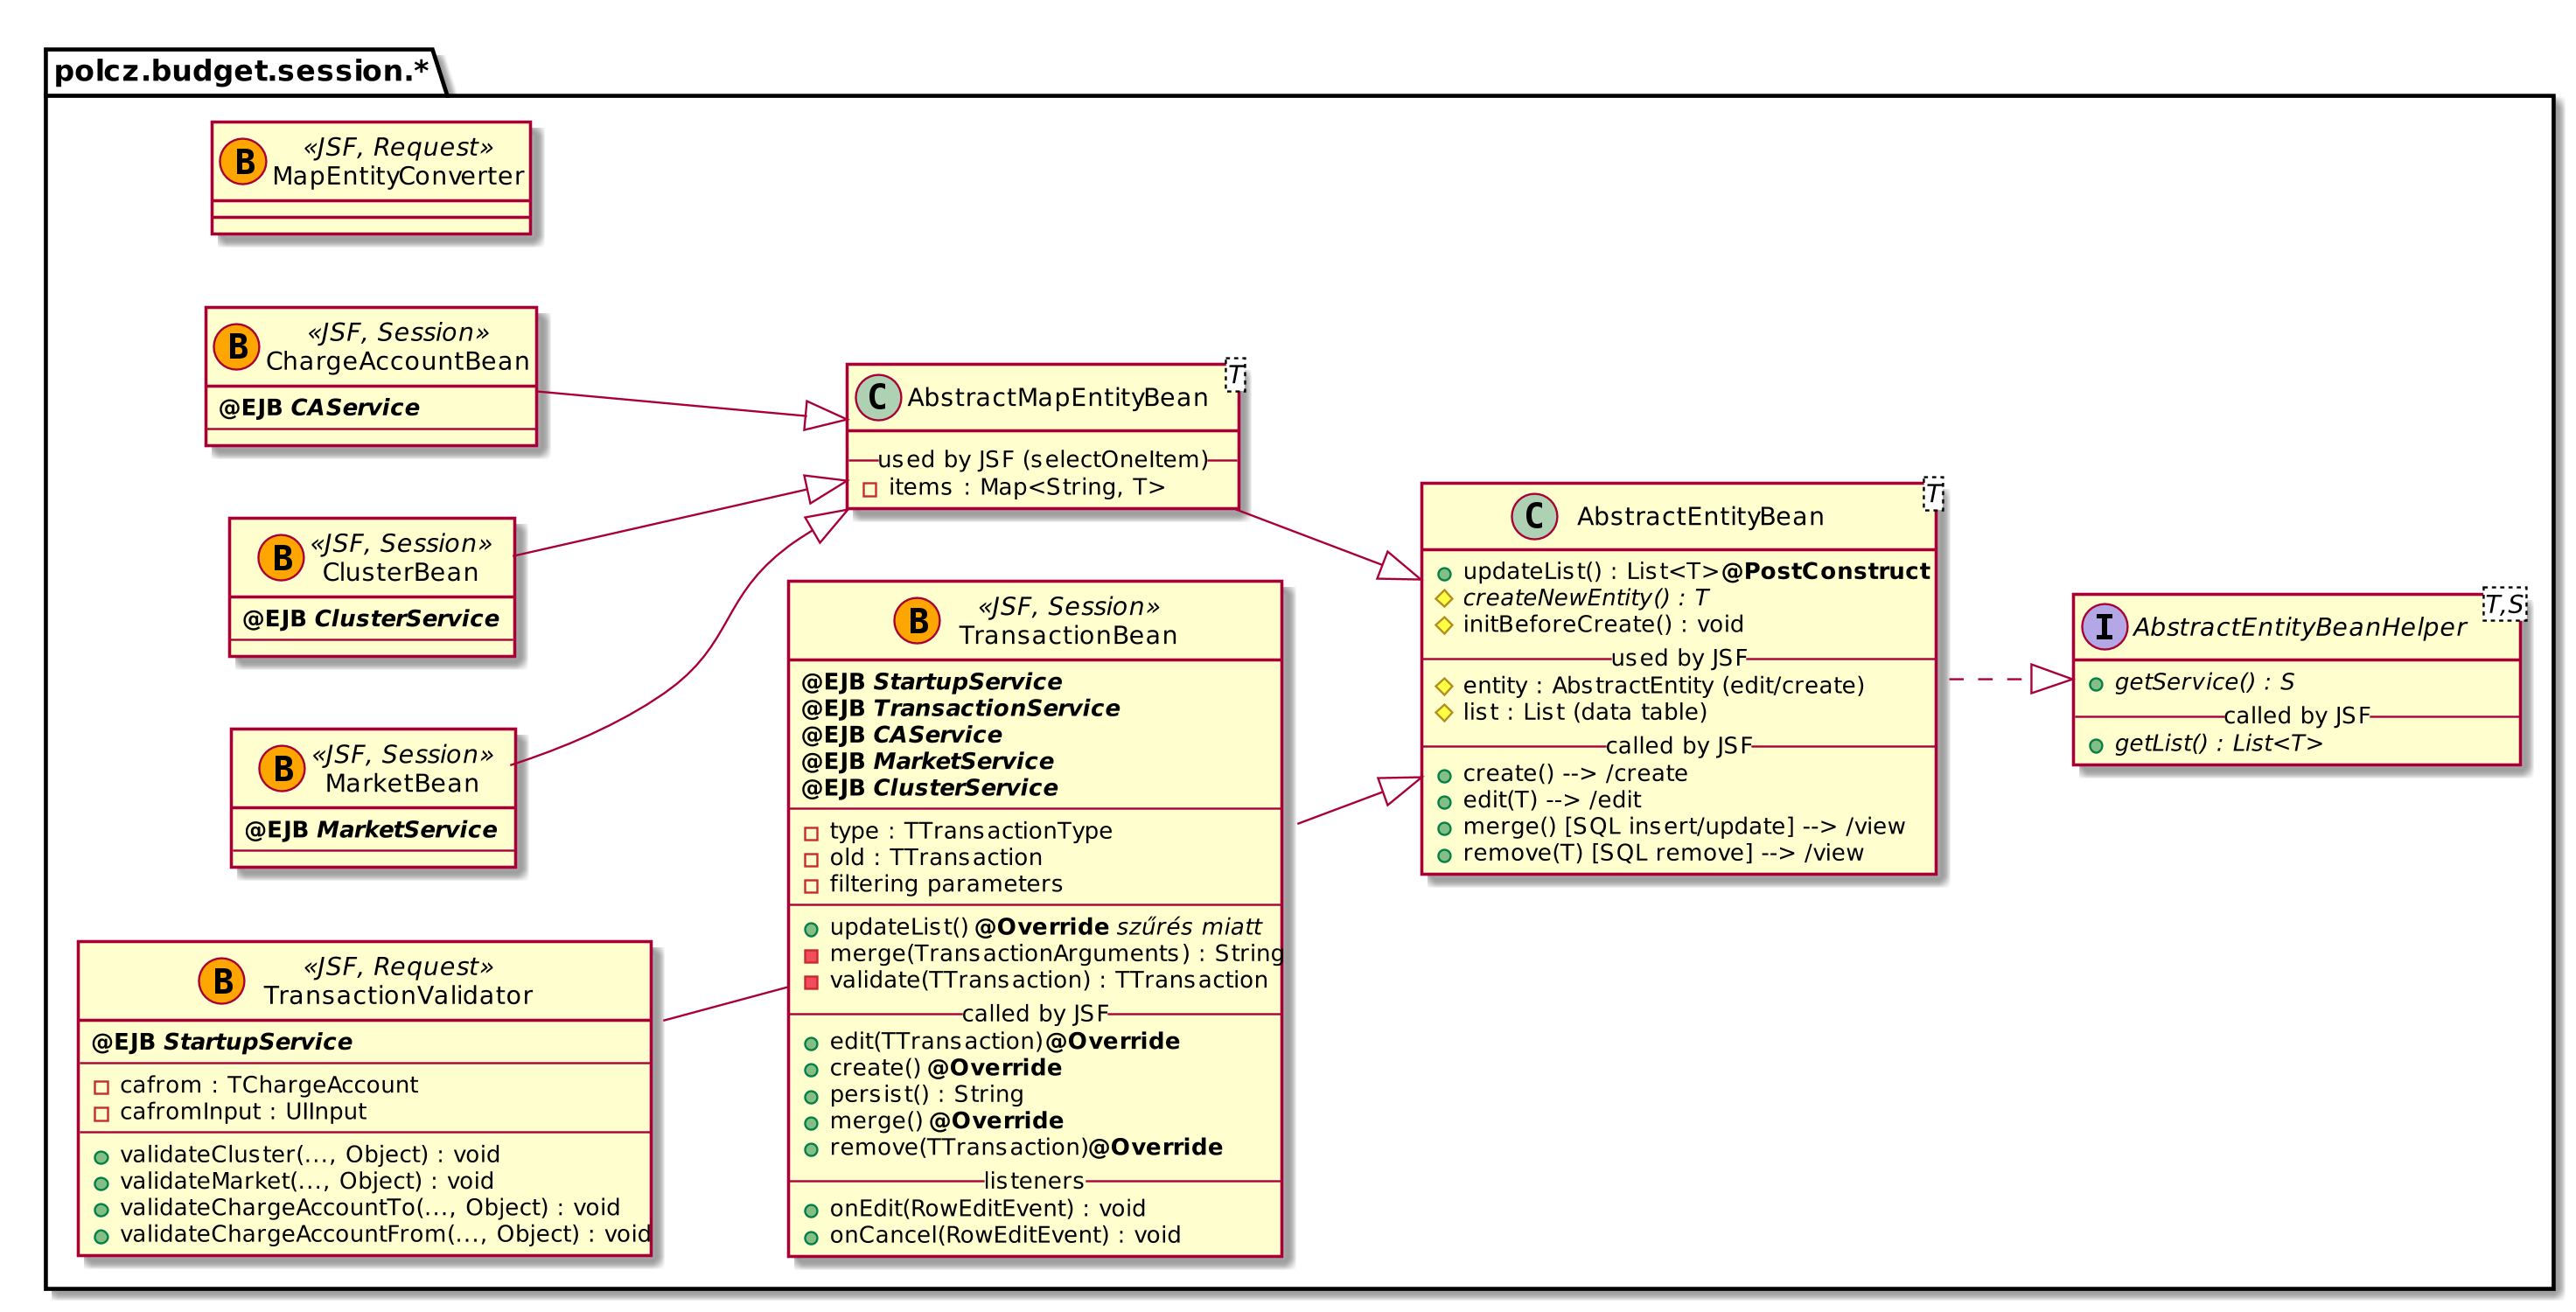 polcz.budget.session.*
B
«JSF, Request»
MapEntityConverter
B
«JSF, Session»
ChargeAccountBean
@EJB CAService
B
«JSF, Session»
ClusterBean
@EJB ClusterService
B
«JSF, Session»
MarketBean
@EJB MarketService
B
«JSF, Request»
TransactionValidator
@EJB StartupService
cafrom : TChargeAccount
cafromInput : UIInput
validateCluster(..., Object) : void
validateMarket(..., Object) : void
validateChargeAccountTo(..., Object) : void
validateChargeAccountFrom(..., Object) : void
T
C AbstractMapEntityBean
used by JSF (selectOneItem)
items : Map<String, T>
B
«JSF, Session»
TransactionBean
@EJB StartupService
@EJB TransactionService
@EJB CAService
@EJB MarketService
@EJB ClusterService
type : TTransactionType
old : TTransaction
filtering parameters
updateList() @Override szűrés miatt
merge(TransactionArguments) : String
validate(TTransaction) : TTransaction
called by JSF
edit(TTransaction)@Override
create() @Override
persist() : String
merge() @Override
remove(TTransaction)@Override
listeners
onEdit(RowEditEvent) : void
onCancel(RowEditEvent) : void
T
C AbstractEntityBean
updateList() : List<T>@PostConstruct
createNewEntity() : T
initBeforeCreate() : void
used by JSF
entity : AbstractEntity (edit/create)
list : List (data table)
called by JSF
create() --> /create
edit(T) --> /edit
merge() [SQL insert/update] --> /view
remove(T) [SQL remove] --> /view
T,S
I AbstractEntityBeanHelper
getService() : S
called by JSF
getList() : List<T>